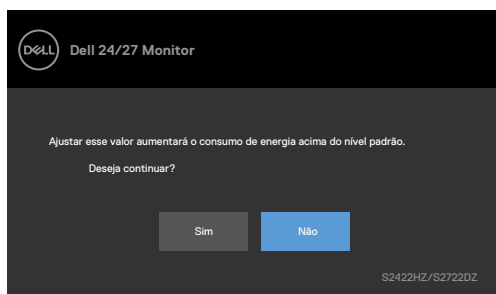 DELL Dell 24/27 Monitor
Ajustar esse valor aumentará o consumo de energia acima do nível padrão.
Deseja continuar?
Sim Não
S2422HZ/S2722DZ